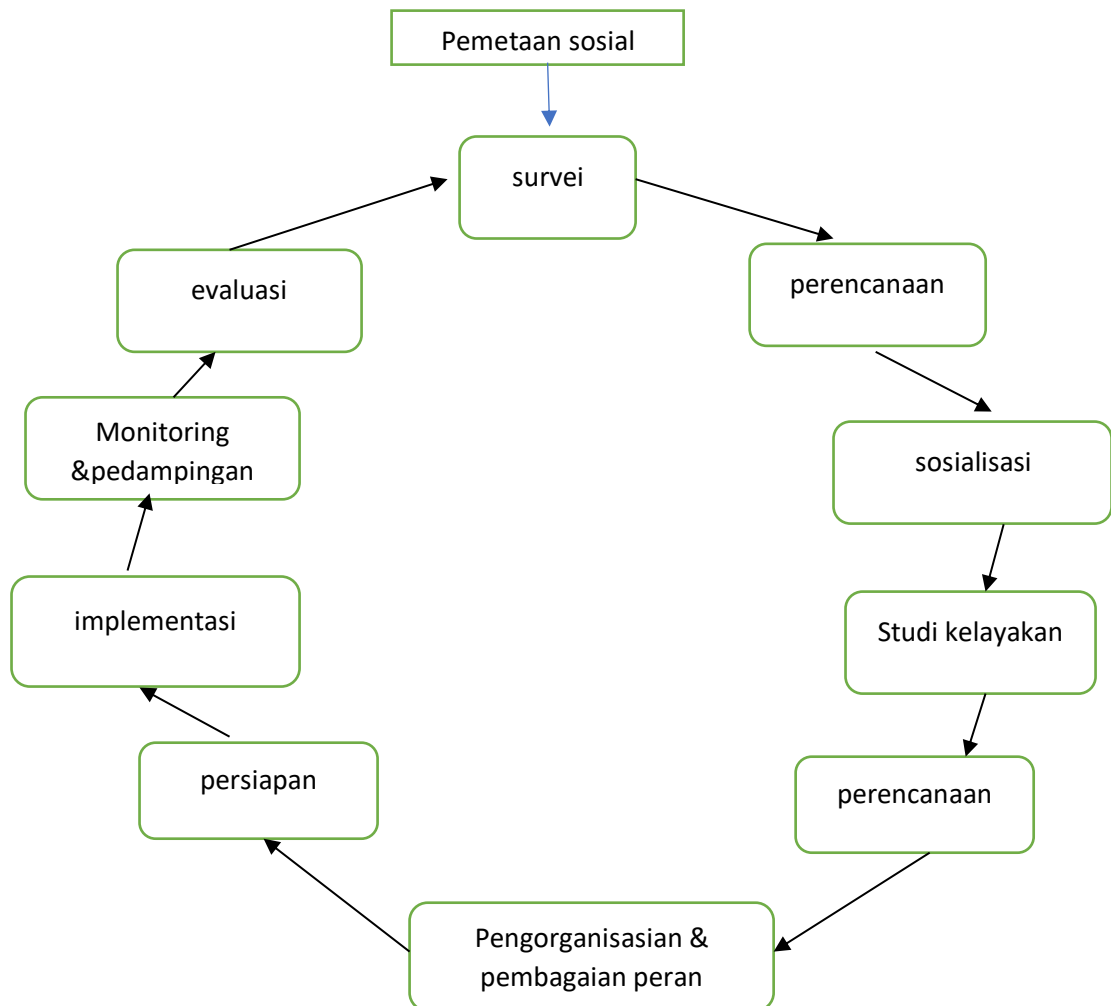 Pemetaan sosial
survei
perencanaan
sosialisasi
Studi kelayakan
perencanaan
Pengorganisasian &
pembagaian peran
persiapan
implementasi
Monitoring
&pedampingan
evaluasi